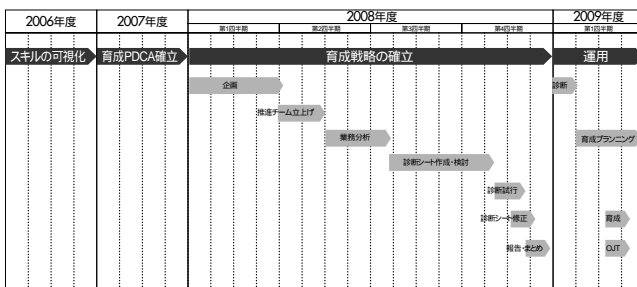 2006年度
2007年度
2008年度
2009年度
第1四半期
第2四半期
第3四半期
第4四半期
第1四半期
スキルの可視化
育成PDCA確立
育成戦略の確立
運用
企画
診断
推進チーム立上げ
業務分析
育成プランニング
診断シート作成・検討
診断試行
診断シート修正
育成
報告・まとめ
OJT